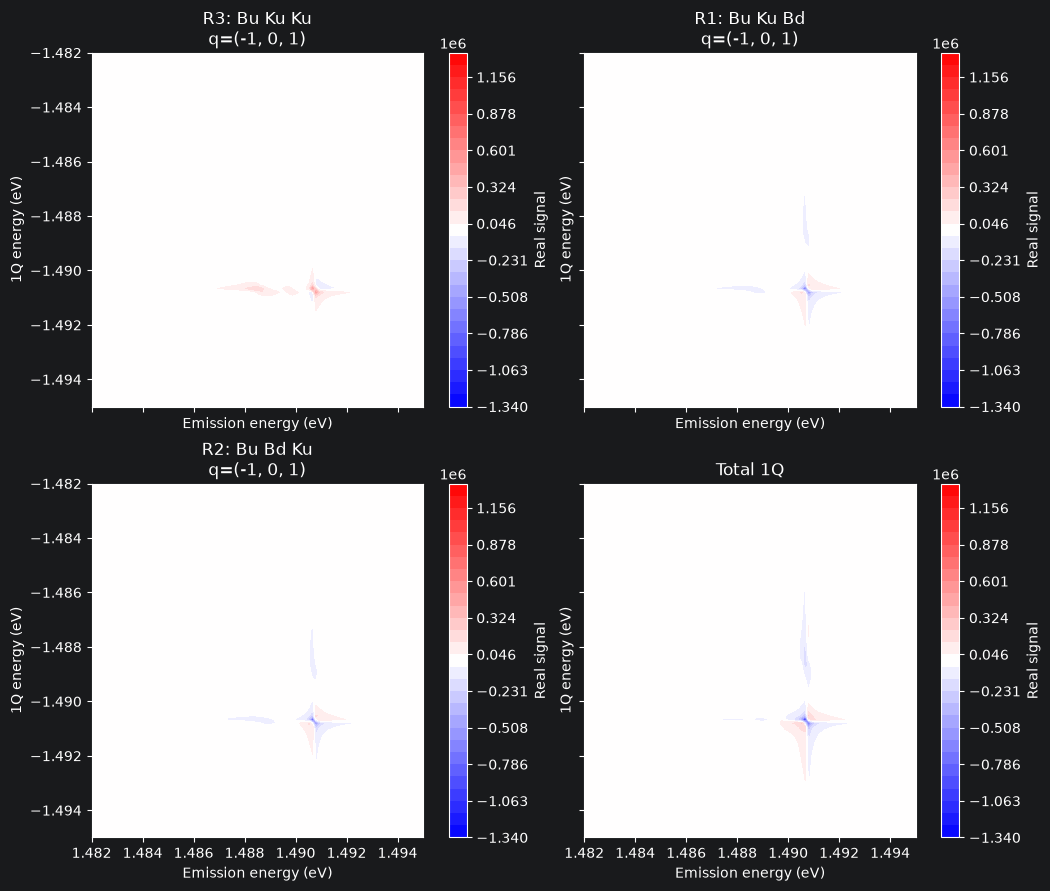 R3: Bu Ku Ku
q=(-1, 0, 1)
1e6
−1.482
−1.484
−1.486
−1.488
−1.490
−1.492
−1.494
1Q energy (eV)
Emission energy (eV)
1.156
0.878
0.601
0.324
0.046
−0.231
−0.508
−0.786
−1.063
−1.340
Real signal
R1: Bu Ku Bd
q=(-1, 0, 1)
1e6
1Q energy (eV)
Emission energy (eV)
1.156
0.878
0.601
0.324
0.046
−0.231
−0.508
−0.786
−1.063
−1.340
Real signal
R2: Bu Bd Ku
q=(-1, 0, 1)
1e6
−1.482
−1.484
−1.486
−1.488
−1.490
−1.492
−1.494
1Q energy (eV)
1.482 1.484 1.486 1.488 1.490 1.492 1.494
Emission energy (eV)
1.156
0.878
0.601
0.324
0.046
−0.231
−0.508
−0.786
−1.063
−1.340
Real signal
Total 1Q
1e6
1Q energy (eV)
1.482 1.484 1.486 1.488 1.490 1.492 1.494
Emission energy (eV)
1.156
0.878
0.601
0.324
0.046
−0.231
−0.508
−0.786
−1.063
−1.340
Real signal